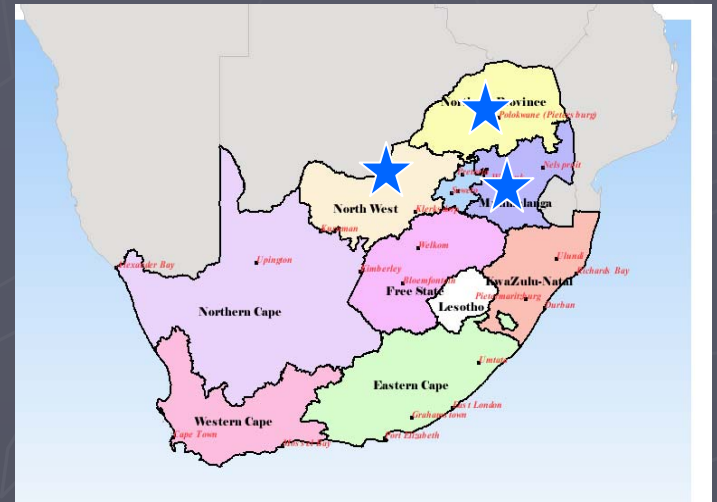 Province
Polokwane (Pietersburg)
Nelspruit
North West
Klerksdorp
Kuruman
Welkom
Ulundi
Alexander Bay
Upington
Kimberley
Richards Bay
Bloemfontein
KwaZulu-Natal
Free State
Pietermaritzburg
Lesotho
Durban
Northern Cape
Umtata
Eastern Cape
East London
Western Cape
Grahamstown
Cape Town
Port Elizabeth
Mossel Bay